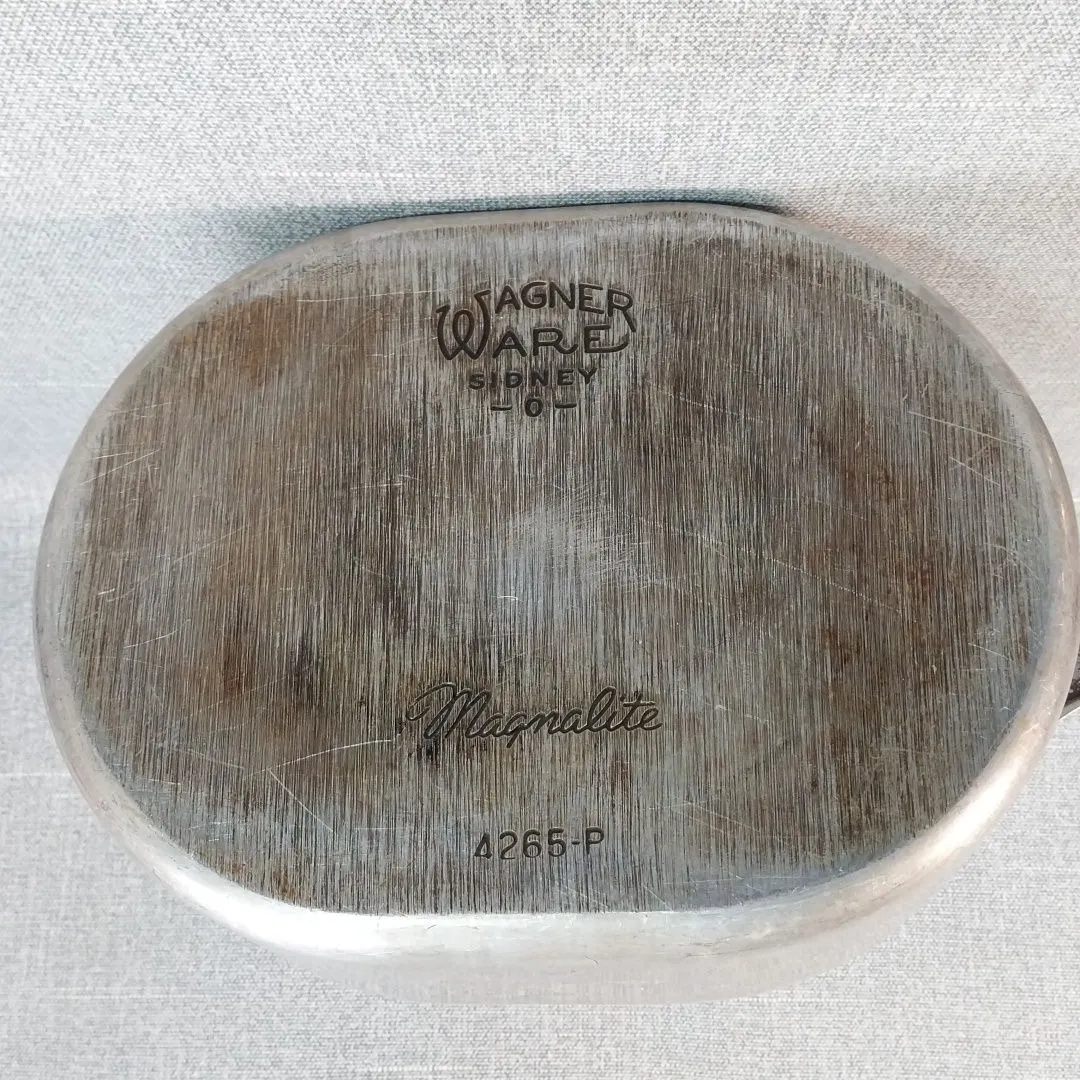 WAGNER
WARE
SIDNEY
-O-
Magnalite
4265-P